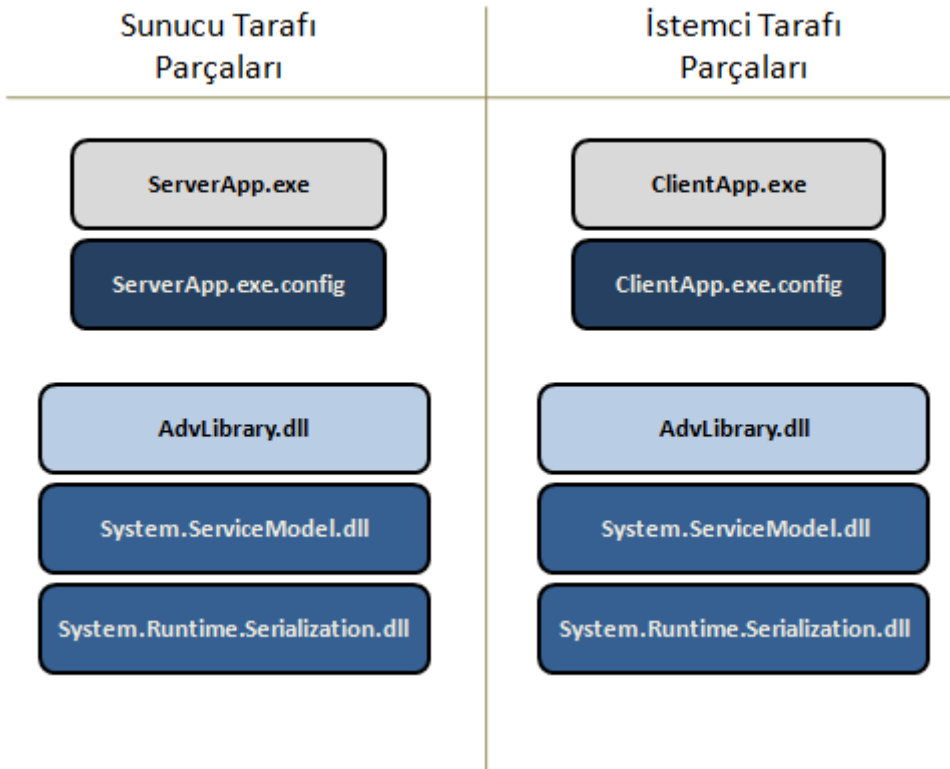 Sunucu Tarafı
Parçaları
İstemci Tarafı
Parçaları
ServerApp.exe
ServerApp.exe.config
AdvLibrary.dll
System.ServiceModel.dll
System.Runtime.Serialization.dll
ClientApp.exe
ClientApp.exe.config
AdvLibrary.dll
System.ServiceModel.dll
System.Runtime.Serialization.dll